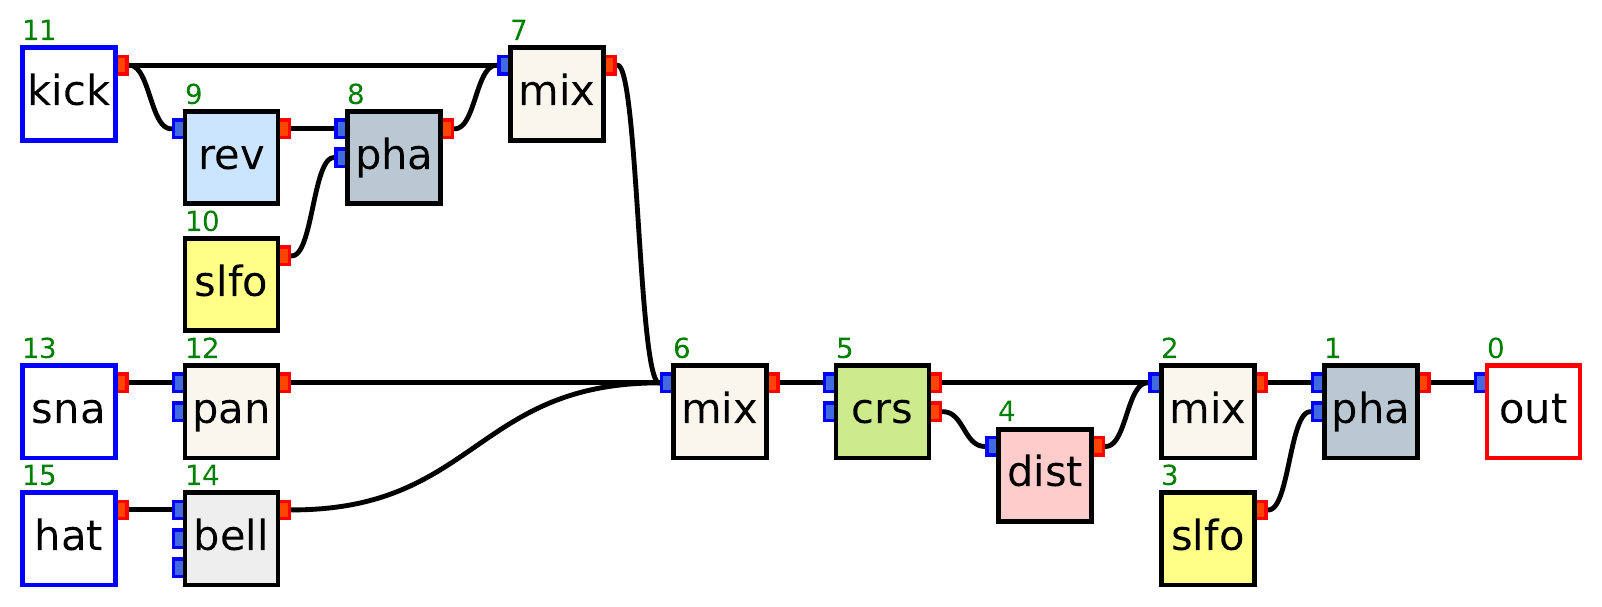 11
kick
7
mix
9
rev
8
pha
10
slfo
13
sna
12
pan
6
mix
5
crs
4
dist
2
mix
1
pha
0
out
3
slfo
15
hat
14
bell